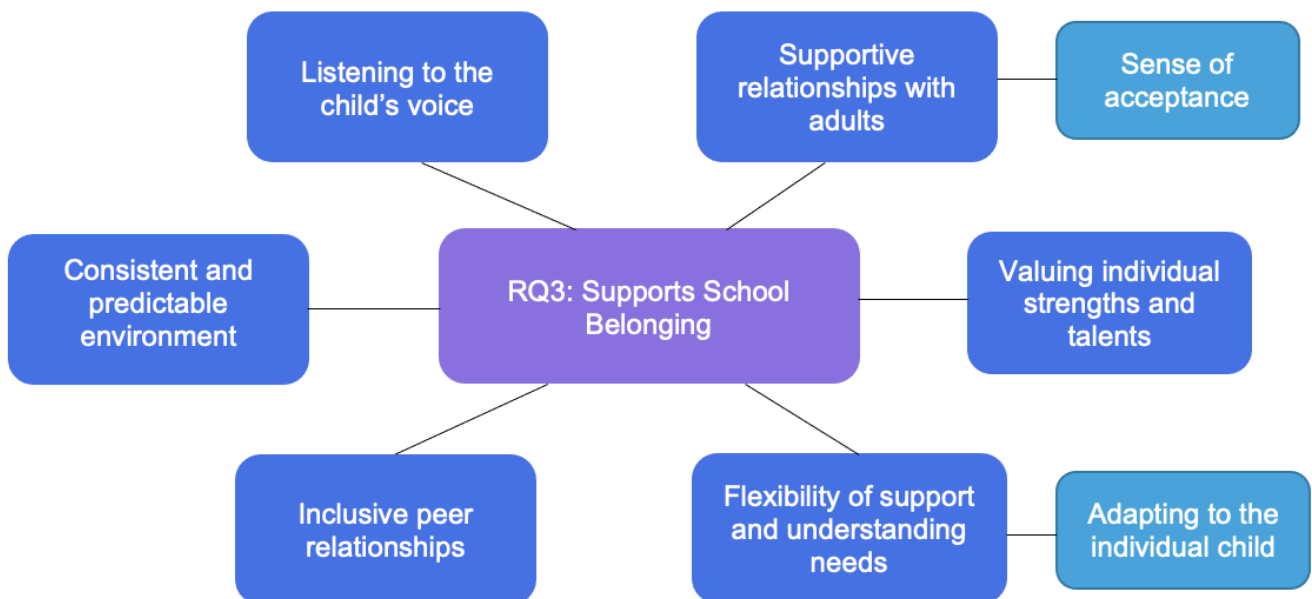 Listening to the
child’s voice
Supportive
relationships with
adults
Sense of
acceptance
Consistent and
predictable
environment
RQ3: Supports School
Belonging
Valuing individual
strengths and
talents
Inclusive peer
relationships
Flexibility of support
and understanding
needs
Adapting to the
individual child